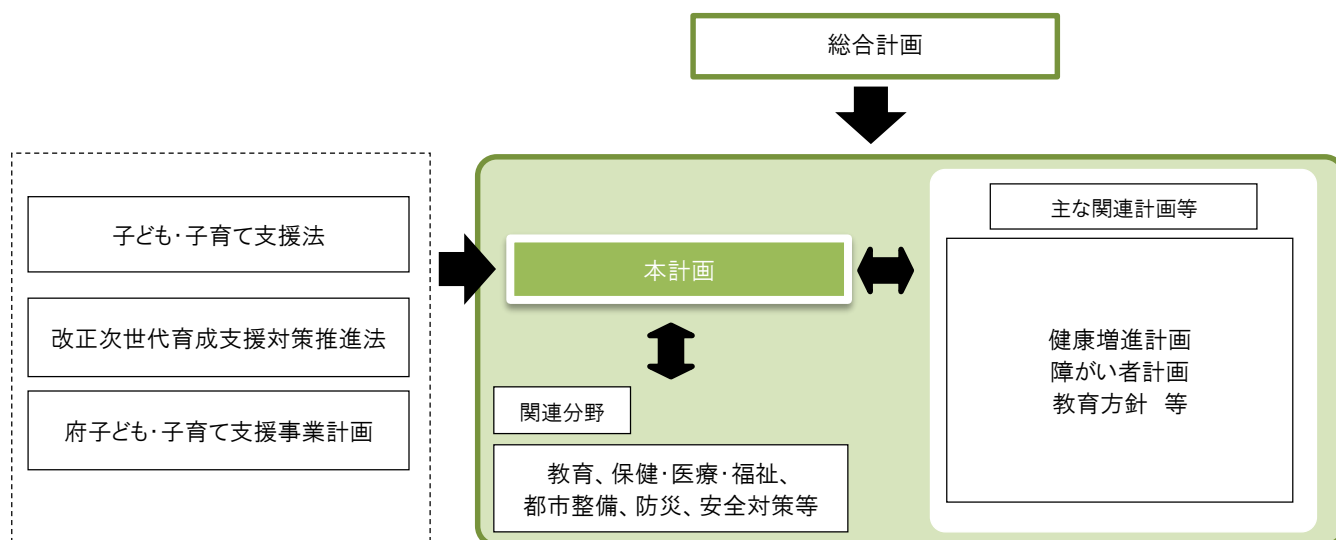 総合計画
子ども・子育て支援法
改正次世代育成支援対策推進法
府子ども・子育て支援事業計画
本計画
関連分野
教育、保健・医療・福祉、
都市整備、防災、安全対策等
主な関連計画等
健康増進計画
障がい者計画
教育方針　等